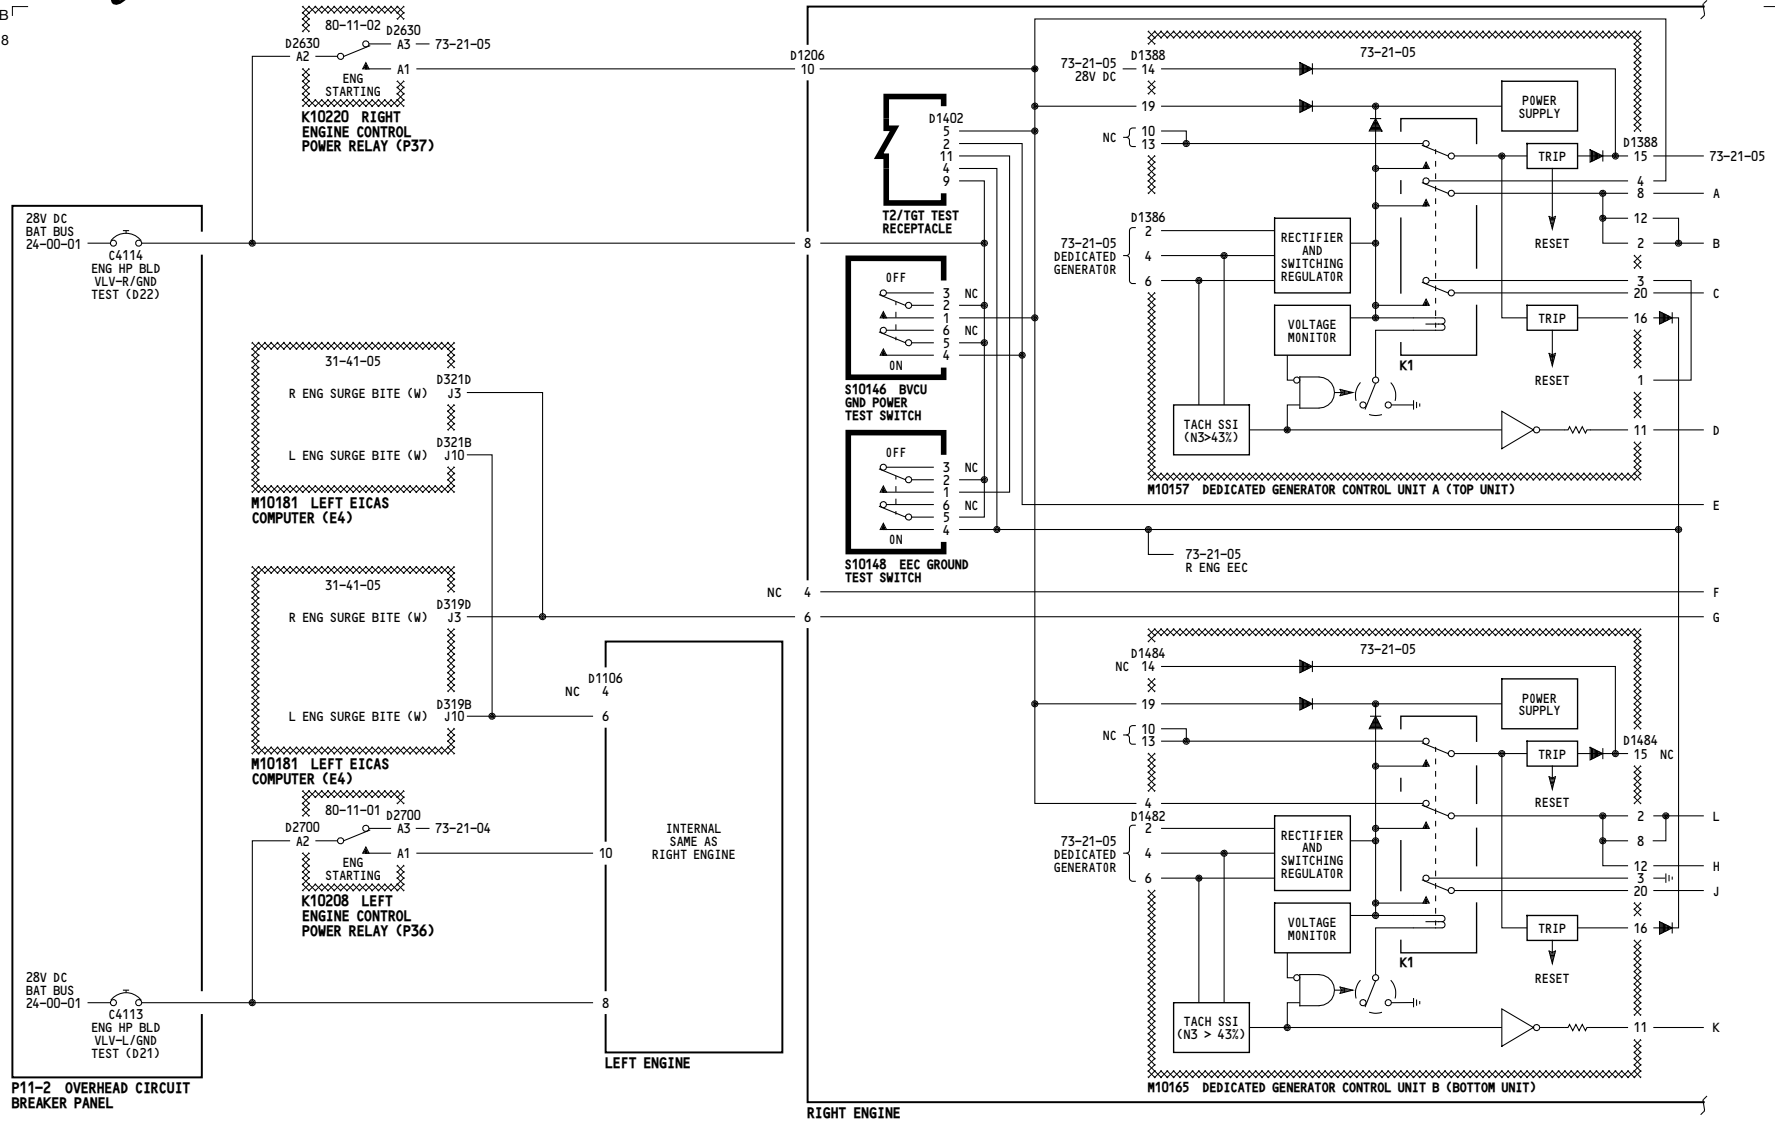 B
8
80-11-02
D2630
D2630
A2
A3
73-21-05
A1
ENG
STARTING
K10220 RIGHT
ENGINE CONTROL
POWER RELAY (P37)
28V DC
BAT BUS
24-00-01
C4114
ENG HP BLD
VLV-R/GND
TEST (D22)
31-41-05
R ENG SURGE BITE (W)
D321D
J3
L ENG SURGE BITE (W)
D321B
J10
M10181 LEFT EICAS
COMPUTER (E4)
31-41-05
R ENG SURGE BITE (W)
D319D
J3
L ENG SURGE BITE (W)
D319B
J10
M10181 LEFT EICAS
COMPUTER (E4)
80-11-01
D2700
D2700
A2
A3
73-21-04
A1
ENG
STARTING
K10208 LEFT
ENGINE CONTROL
POWER RELAY (P36)
28V DC
BAT BUS
24-00-01
C4113
ENG HP BLD
VLV-L/GND
TEST (D21)
P11-2 OVERHEAD CIRCUIT
BREAKER PANEL
D1106
NC 4
6
10
8
INTERNAL
SAME AS
RIGHT ENGINE
LEFT ENGINE
D1206
10
8
NC 4
6
D1402
5
2
11
4
9
T2/TGT TEST
RECEPTACLE
OFF
3 NC
2
1
6 NC
5
4
ON
S10146 BVCU
GND POWER
TEST SWITCH
OFF
3 NC
2
1
6 NC
5
4
ON
S10148 EEC GROUND
TEST SWITCH
73-21-05
R ENG EEC
73-21-05
28V DC
D1388
14
19
NC
10
13
D1386
73-21-05
DEDICATED
GENERATOR
2
4
6
73-21-05
POWER
SUPPLY
RECTIFIER
AND
SWITCHING
REGULATOR
VOLTAGE
MONITOR
TACH SSI
(N3>43%)
K1
TRIP
RESET
TRIP
RESET
D1388
15
73-21-05
4
8
A
12
2
B
3
20
C
16
1
11
D
M10157 DEDICATED GENERATOR CONTROL UNIT A (TOP UNIT)
E
F
G
D1484
NC 14
19
NC
10
13
4
D1482
73-21-05
DEDICATED
GENERATOR
2
4
6
73-21-05
POWER
SUPPLY
RECTIFIER
AND
SWITCHING
REGULATOR
VOLTAGE
MONITOR
TACH SSI
(N3 > 43%)
K1
TRIP
RESET
TRIP
RESET
D1484
15 NC
2
L
8
12
H
3
20
J
16
11
K
M10165 DEDICATED GENERATOR CONTROL UNIT B (BOTTOM UNIT)
RIGHT ENGINE